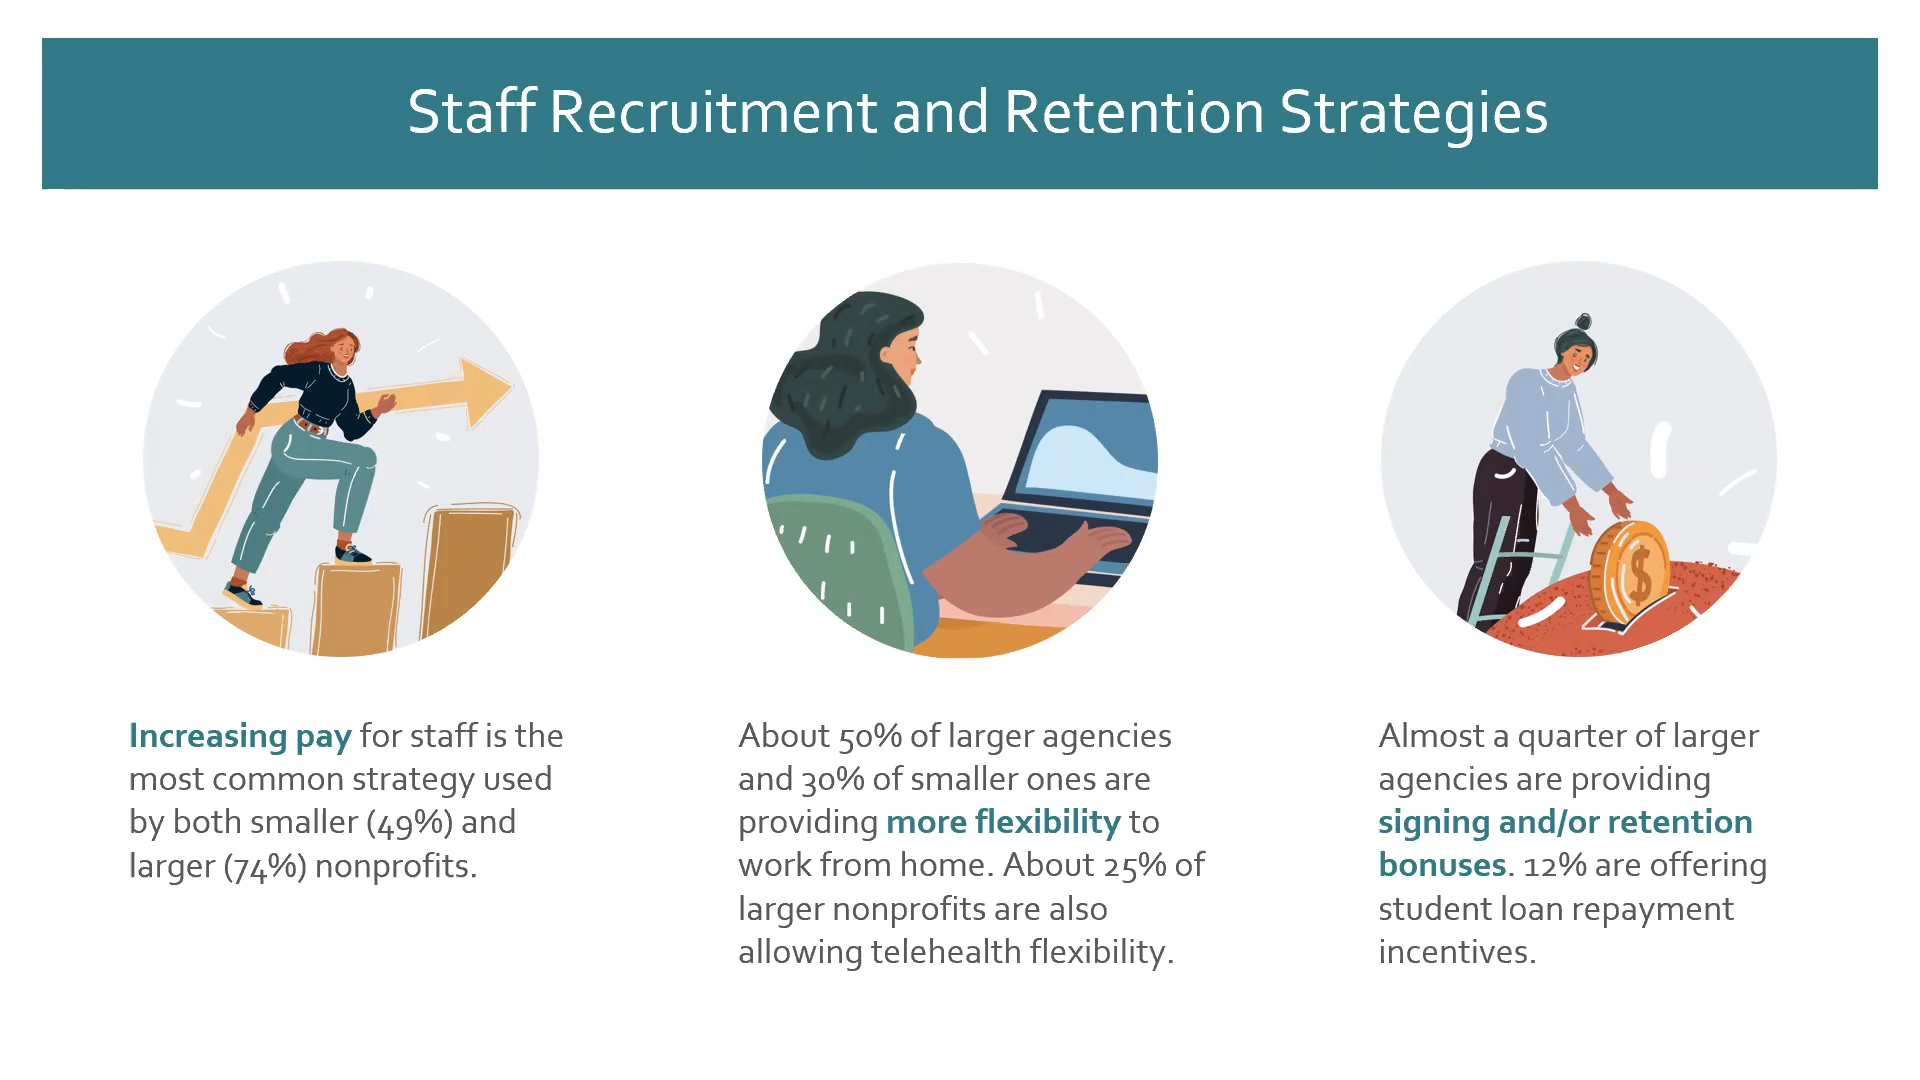 Staff Recruitment and Retention Strategies
Increasing pay for staff is the
most common strategy used
by both smaller (49%) and
larger (74%) nonprofits.
About 50% of larger agencies
and 30% of smaller ones are
providing more flexibility to
work from home. About 25% of
larger nonprofits are also
allowing telehealth flexibility.
Almost a quarter of larger
agencies are providing
signing and/or retention
bonuses. 12% are offering
student loan repayment
incentives.